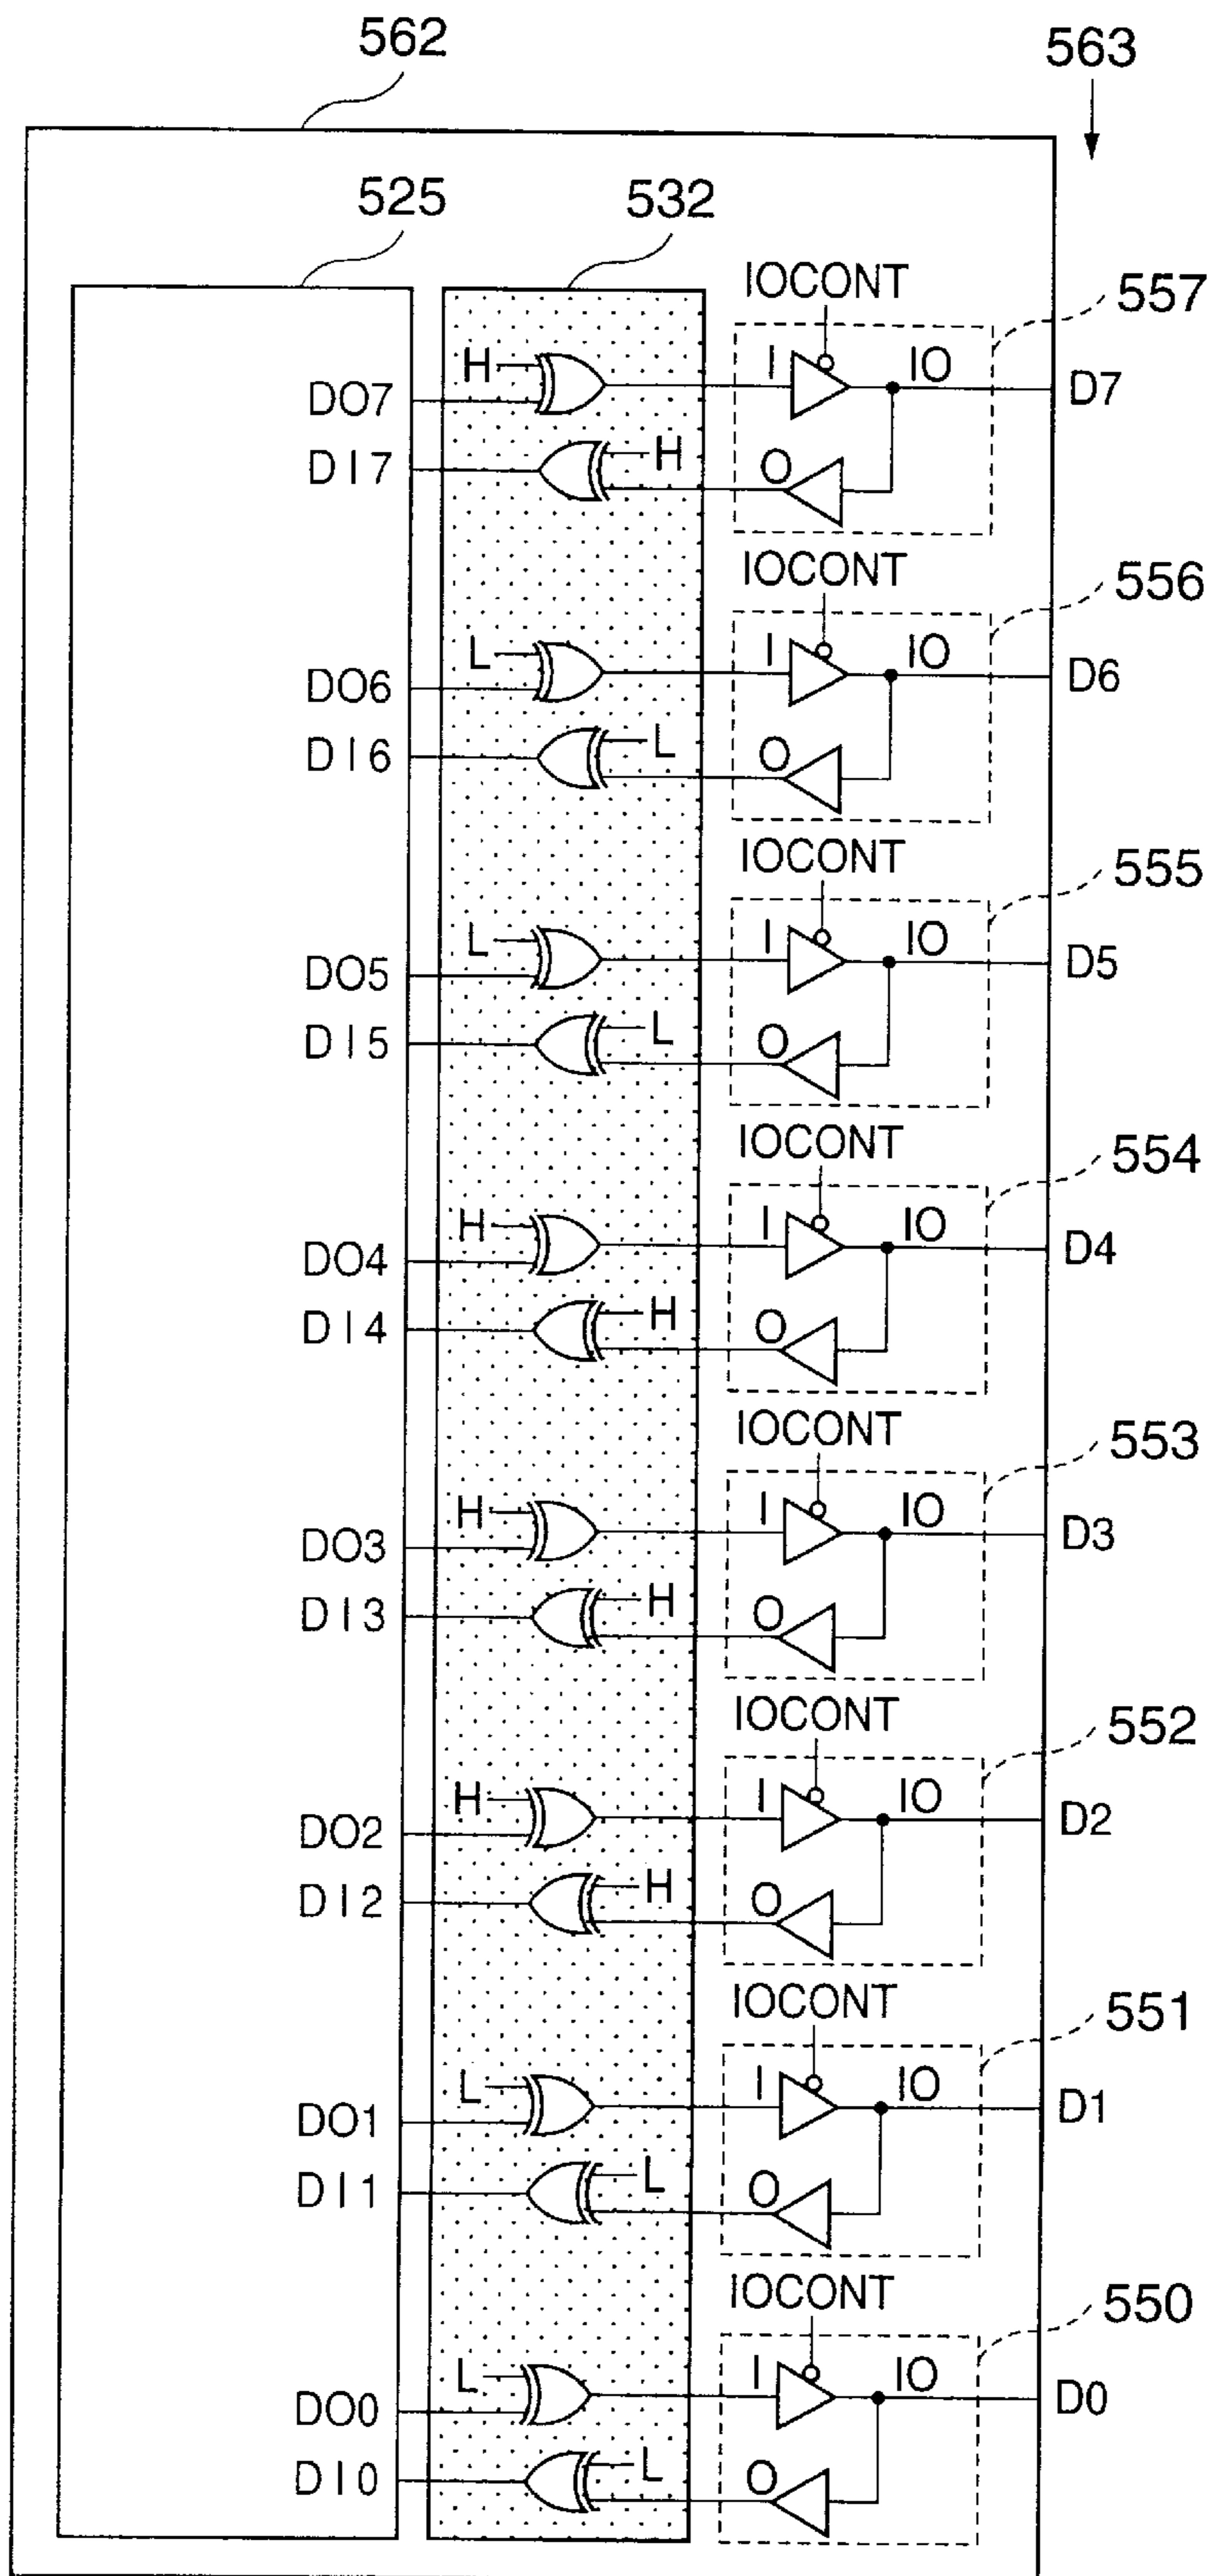 562
563
525
532
IOCONT
557
H
I
IO
DO7
D7
DI7
H
O
IOCONT
556
L
I
IO
DO6
D6
DI6
L
O
IOCONT
555
L
I
IO
DO5
D5
DI5
L
O
IOCONT
554
H
I
IO
DO4
D4
DI4
H
O
IOCONT
553
H
I
IO
DO3
D3
DI3
H
O
IOCONT
552
H
I
IO
DO2
D2
DI2
H
O
IOCONT
551
L
I
IO
DO1
D1
DI1
L
O
IOCONT
550
L
I
IO
DO0
D0
DI0
L
O